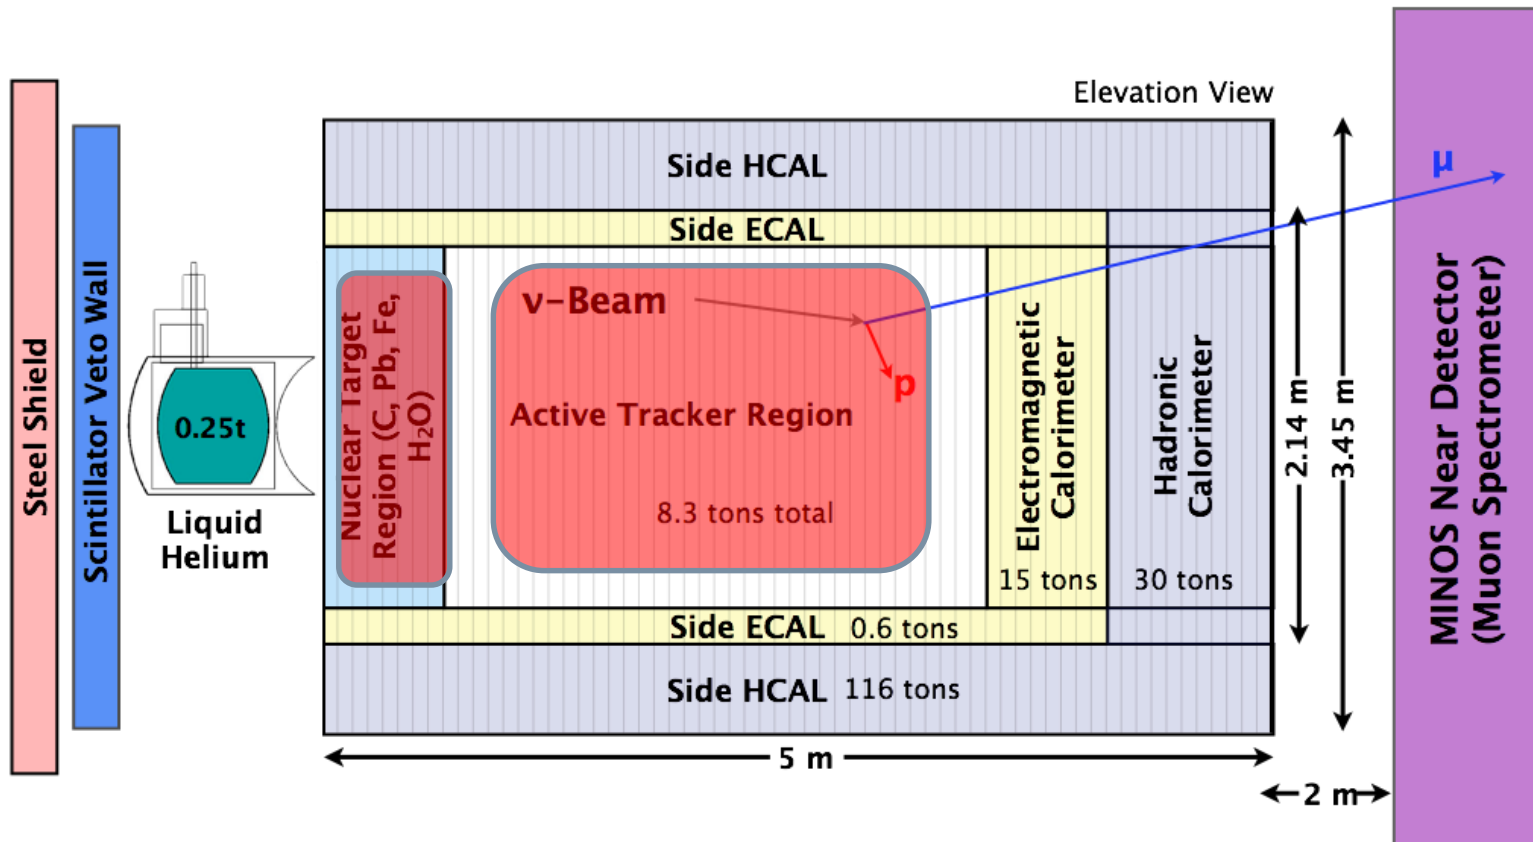 Elevation View
Steel Shield
Scintillator Veto Wall
0.25t
Liquid
Helium
Side HCAL
Side ECAL
Nuclear Target
Region (C, Pb, Fe,
H₂O)
ν-Beam
p
Active Tracker Region
8.3 tons total
Electromagnetic
Calorimeter
15 tons
Hadronic
Calorimeter
30 tons
Side ECAL 0.6 tons
Side HCAL 116 tons
5 m
2 m
2.14 m
3.45 m
μ
MINOS Near Detector
(Muon Spectrometer)